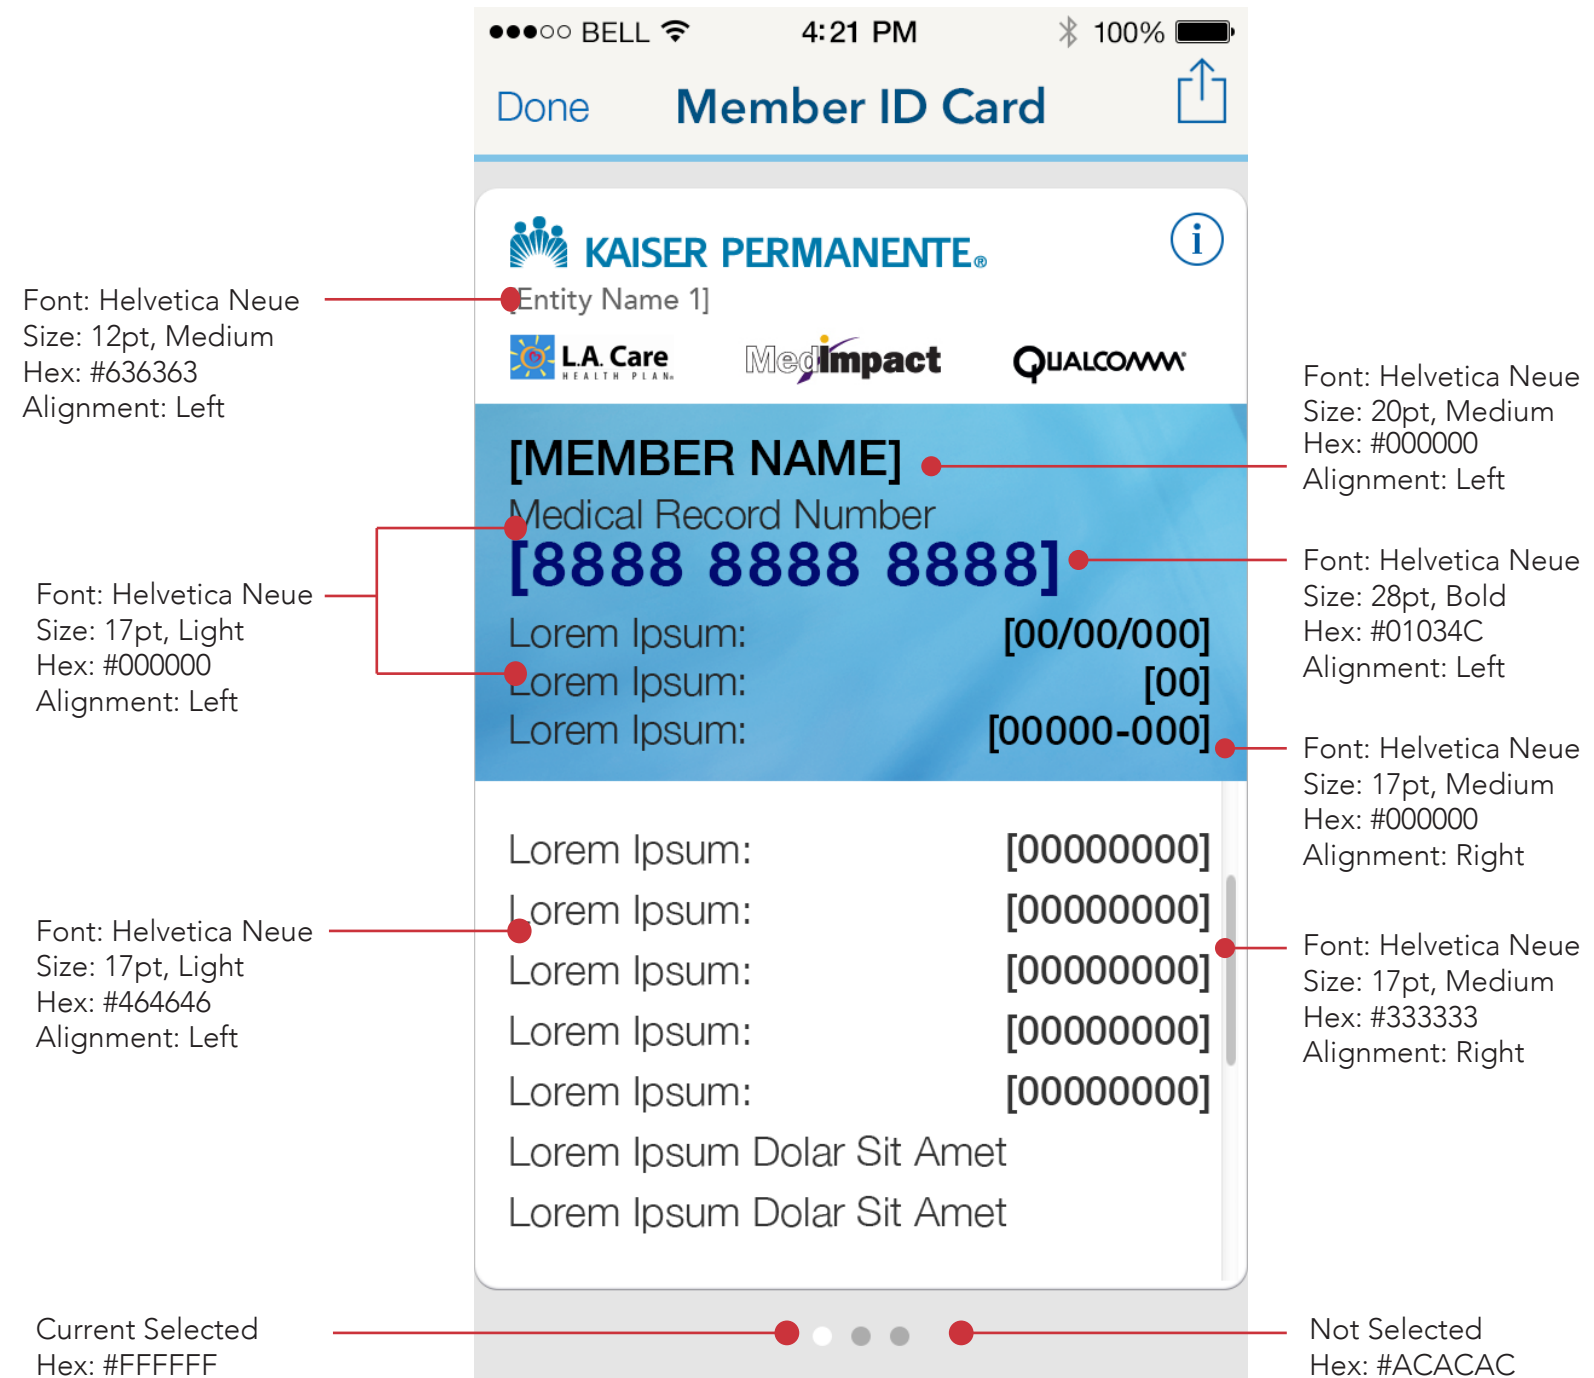 BELL 4:21 PM 100%
Done Member ID Card
KAISER PERMANENTE®
i
[Entity Name 1]
L.A. Care
HEALTH PLAN®
MedImpact
QUALCOMM®
[MEMBER NAME]
Medical Record Number
[8888 8888 8888]
Lorem Ipsum: [00/00/000]
Lorem Ipsum: [00]
Lorem Ipsum: [00000-000]
Lorem Ipsum: [00000000]
Lorem Ipsum: [00000000]
Lorem Ipsum: [00000000]
Lorem Ipsum: [00000000]
Lorem Ipsum: [00000000]
Lorem Ipsum Dolar Sit Amet
Lorem Ipsum Dolar Sit Amet
Font: Helvetica Neue
Size: 12pt, Medium
Hex: #636363
Alignment: Left
Font: Helvetica Neue
Size: 17pt, Light
Hex: #000000
Alignment: Left
Font: Helvetica Neue
Size: 17pt, Light
Hex: #464646
Alignment: Left
Current Selected
Hex: #FFFFFF
Font: Helvetica Neue
Size: 20pt, Medium
Hex: #000000
Alignment: Left
Font: Helvetica Neue
Size: 28pt, Bold
Hex: #01034C
Alignment: Left
Font: Helvetica Neue
Size: 17pt, Medium
Hex: #000000
Alignment: Right
Font: Helvetica Neue
Size: 17pt, Medium
Hex: #333333
Alignment: Right
Not Selected
Hex: #ACACAC